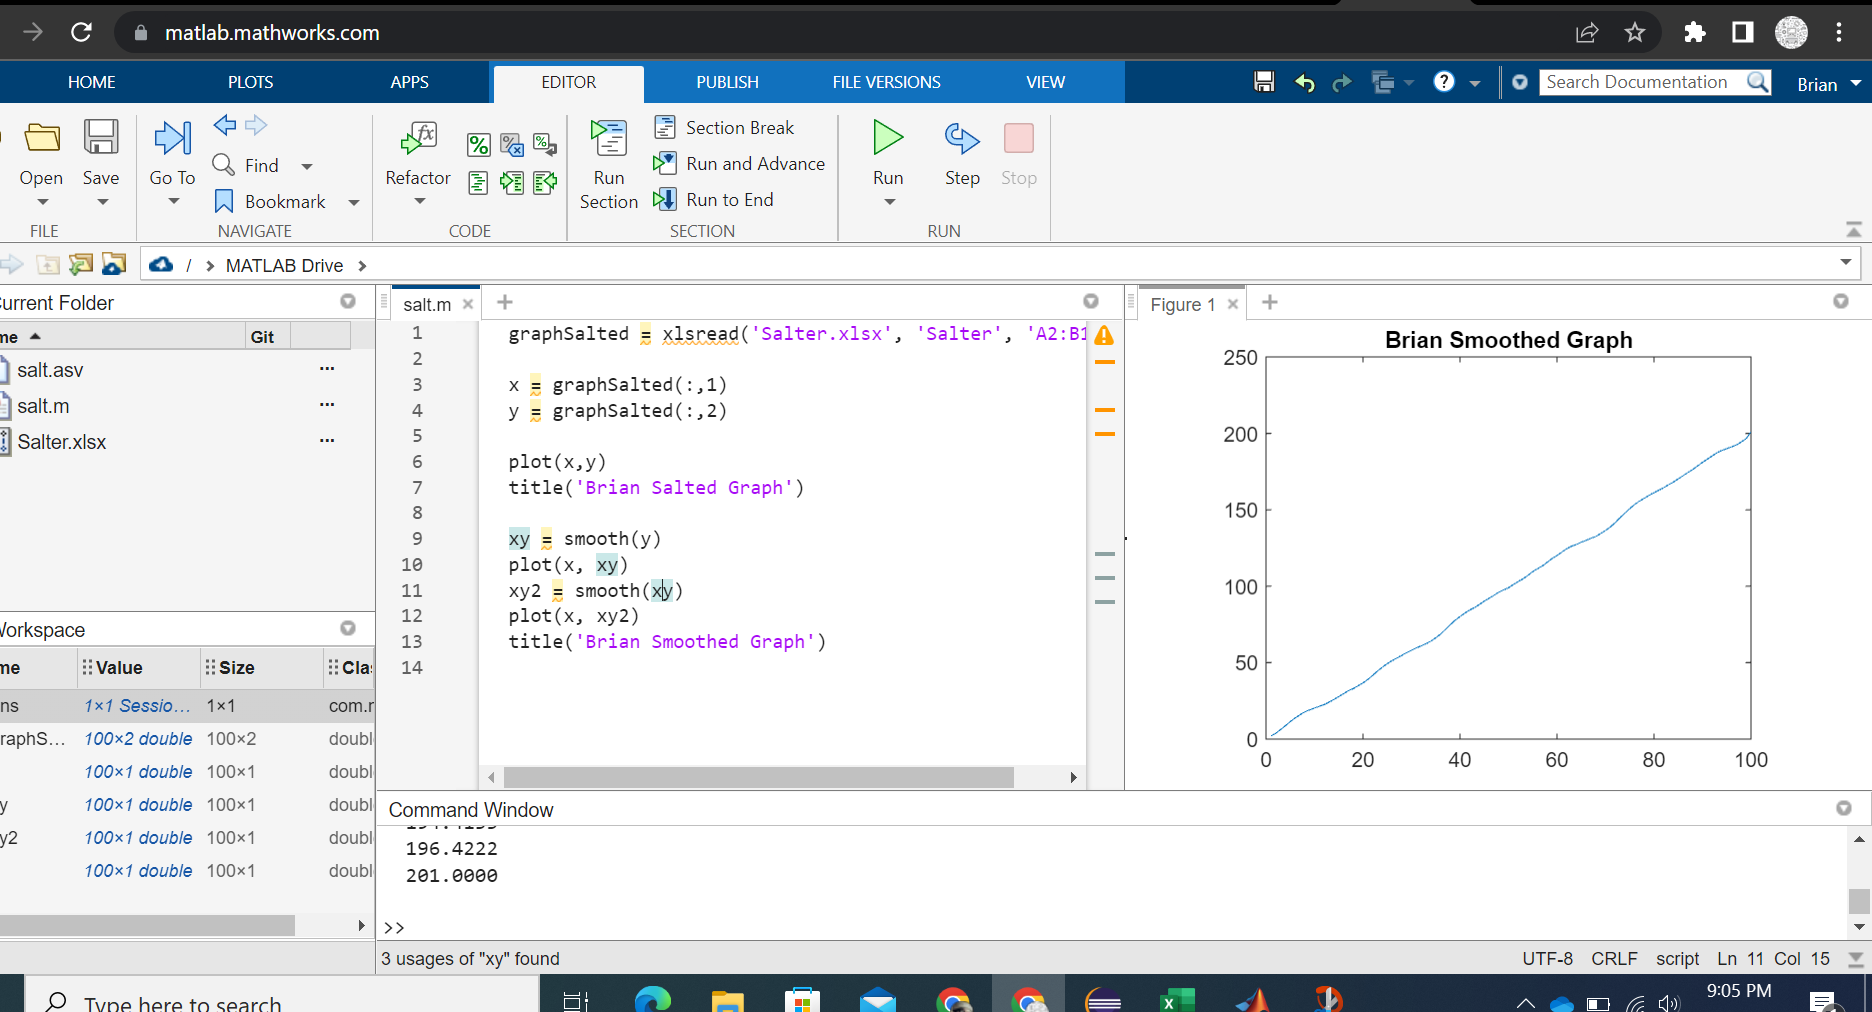 matlab.mathworks.com
HOME PLOTS APPS EDITOR PUBLISH FILE VERSIONS VIEW
Search Documentation Brian
Open Save Go To Find Bookmark Refactor Run Section Section Break Run and Advance Run to End Run Step Stop
FILE NAVIGATE CODE SECTION RUN
/ > MATLAB Drive >
urrent Folder
me Git
salt.asv ...
salt.m ...
Salter.xlsx ...
orkspace
me Value Size Cla
ns 1×1 Sessio... 1×1 com.r
raphS... 100×2 double 100×2 doubl
100×1 double 100×1 doubl
y 100×1 double 100×1 doubl
y2 100×1 double 100×1 doubl
100×1 double 100×1 doubl
salt.m × +
1 graphSalted = xlsread('Salter.xlsx', 'Salter', 'A2:B1
2
3 x = graphSalted(:,1)
4 y = graphSalted(:,2)
5
6 plot(x,y)
7 title('Brian Salted Graph')
8
9 xy = smooth(y)
10 plot(x, xy)
11 xy2 = smooth(xy)
12 plot(x, xy2)
13 title('Brian Smoothed Graph')
14
Figure 1 × +
Brian Smoothed Graph
250
200
150
100
50
0
0 20 40 60 80 100
Command Window
196.4222
201.0000
>>
3 usages of "xy" found
UTF-8 CRLF script Ln 11 Col 15
Type here to search
9:05 PM